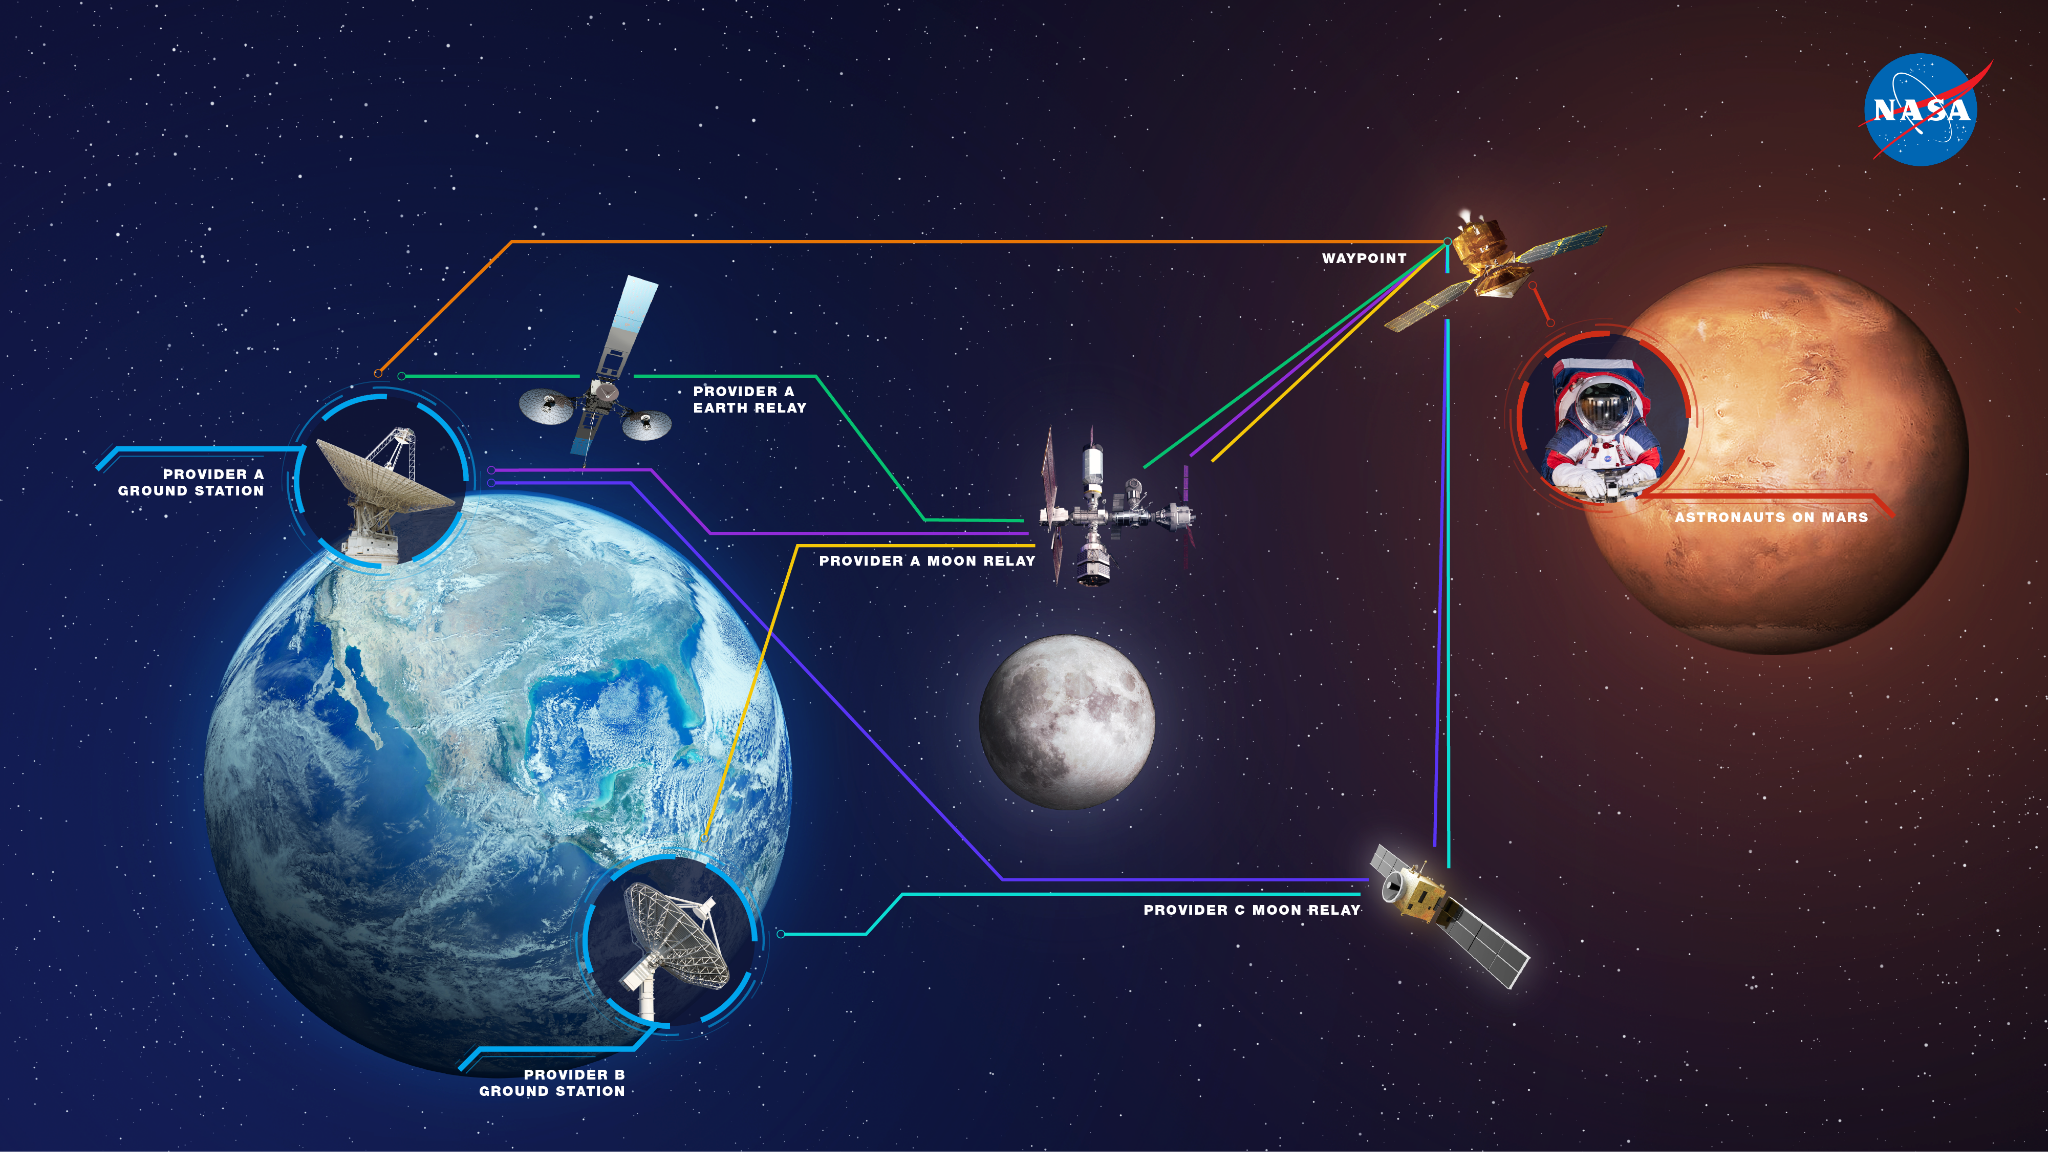 NASA
WAYPOINT
PROVIDER A
EARTH RELAY
PROVIDER A
GROUND STATION
ASTRONAUTS ON MARS
PROVIDER A MOON RELAY
PROVIDER C MOON RELAY
PROVIDER B
GROUND STATION